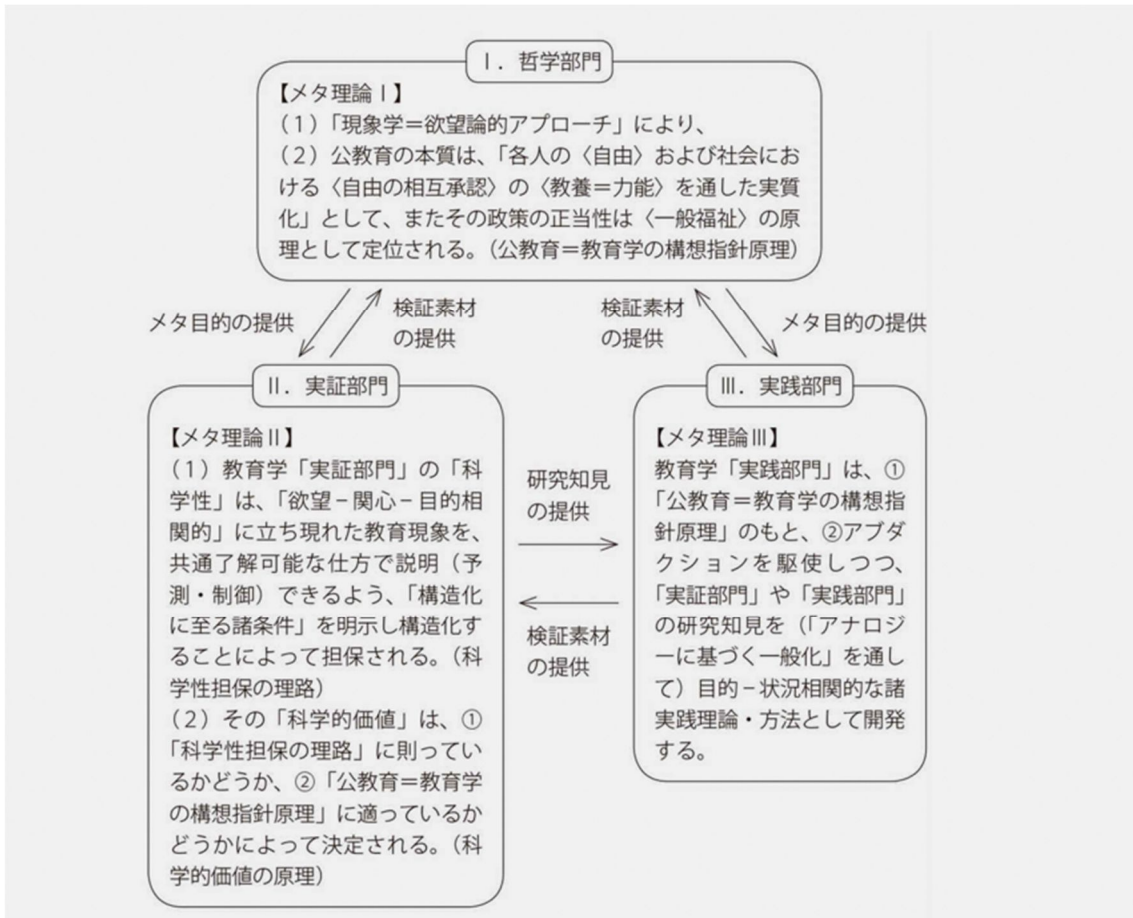 Ⅰ．哲学部門
【メタ理論Ⅰ】
（１）「現象学＝欲望論的アプローチ」により、
（２）公教育の本質は、「各人の〈自由〉および社会にお
ける〈自由の相互承認〉の〈教養＝力能〉を通した実質
化」として、またその政策の正当性は〈一般福祉〉の原
理として定位される。（公教育＝教育学の構想指針原理）
メタ目的の提供
検証素材
の提供
検証素材
の提供
メタ目的の提供
Ⅱ．実証部門
【メタ理論Ⅱ】
（１）教育学「実証部門」の「科
学性」は、「欲望－関心－目的相
関的」に立ち現れた教育現象を、
共通了解可能な仕方で説明（予
測・制御）できるよう、「構造化
に至る諸条件」を明示し構造化す
ることによって担保される。（科
学性担保の理路）
（２）その「科学的価値」は、①
「科学性担保の理路」に則ってい
るかどうか、②「公教育＝教育学
の構想指針原理」に適っているか
どうかによって決定される。（科
学的価値の原理）
研究知見
の提供
検証素材
の提供
Ⅲ．実践部門
【メタ理論Ⅲ】
教育学「実践部門」は、①
「公教育＝教育学の構想指
針原理」のもと、②アブダ
クションを駆使しつつ、
「実証部門」や「実践部門」
の研究知見を（「アナロジ
ーに基づく一般化」を通し
て）目的－状況相関的な諸
実践理論・方法として開発
する。